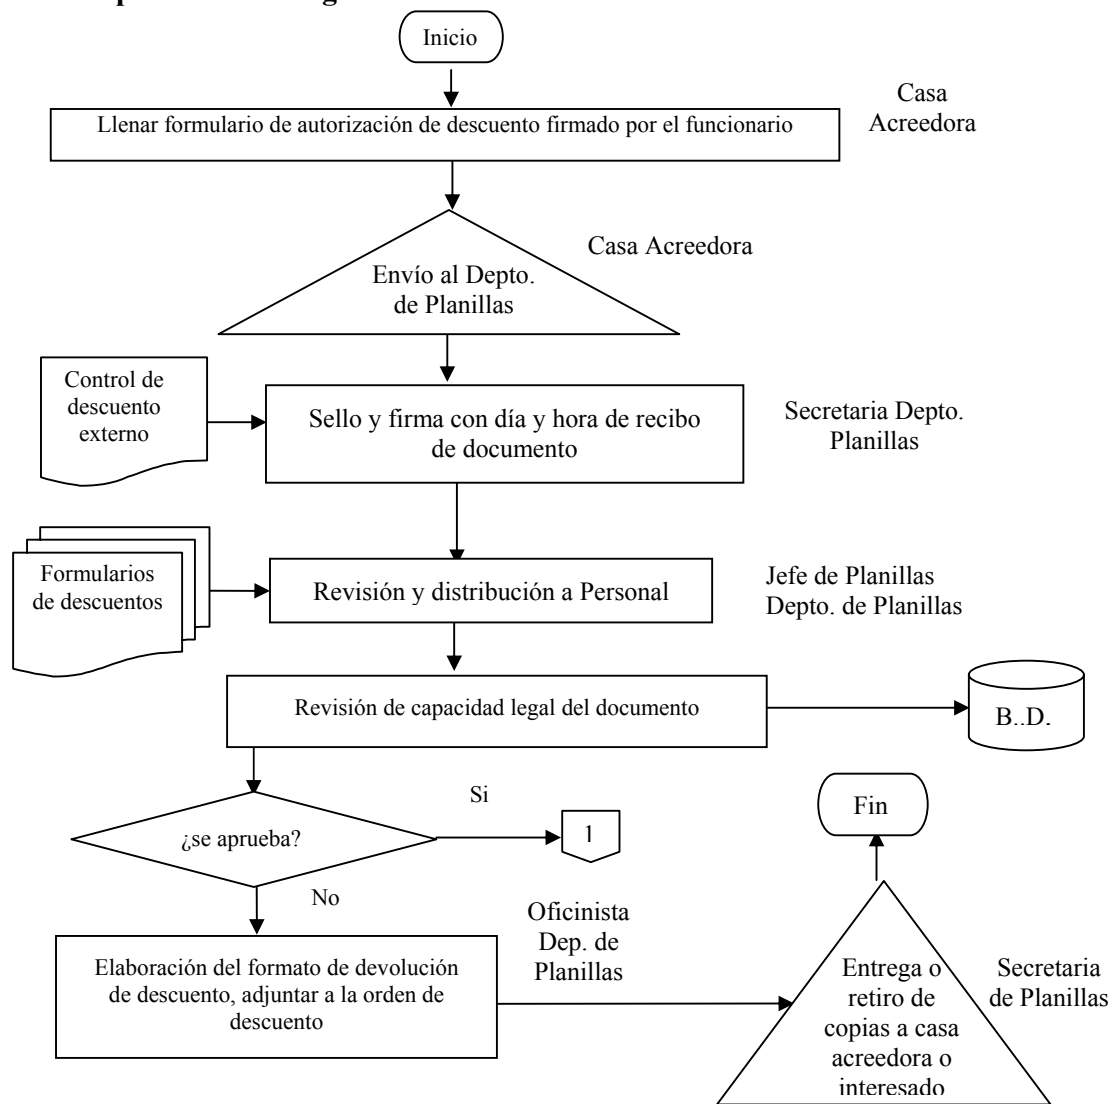 Inicio
Casa
Acreedora
Llenar formulario de autorización de descuento firmado por el funcionario
Casa Acreedora
Envío al Depto.
de Planillas
Control de
descuento
externo
Sello y firma con día y hora de recibo
de documento
Secretaria Depto.
Planillas
Formularios
de descuentos
Revisión y distribución a Personal
Jefe de Planillas
Depto. de Planillas
Revisión de capacidad legal del documento
B..D.
¿se aprueba?
Si
1
Fin
No
Oficinista
Dep. de
Planillas
Elaboración del formato de devolución
de descuento, adjuntar a la orden de
descuento
Entrega o
retiro de
copias a casa
acreedora o
interesado
Secretaria
de Planillas